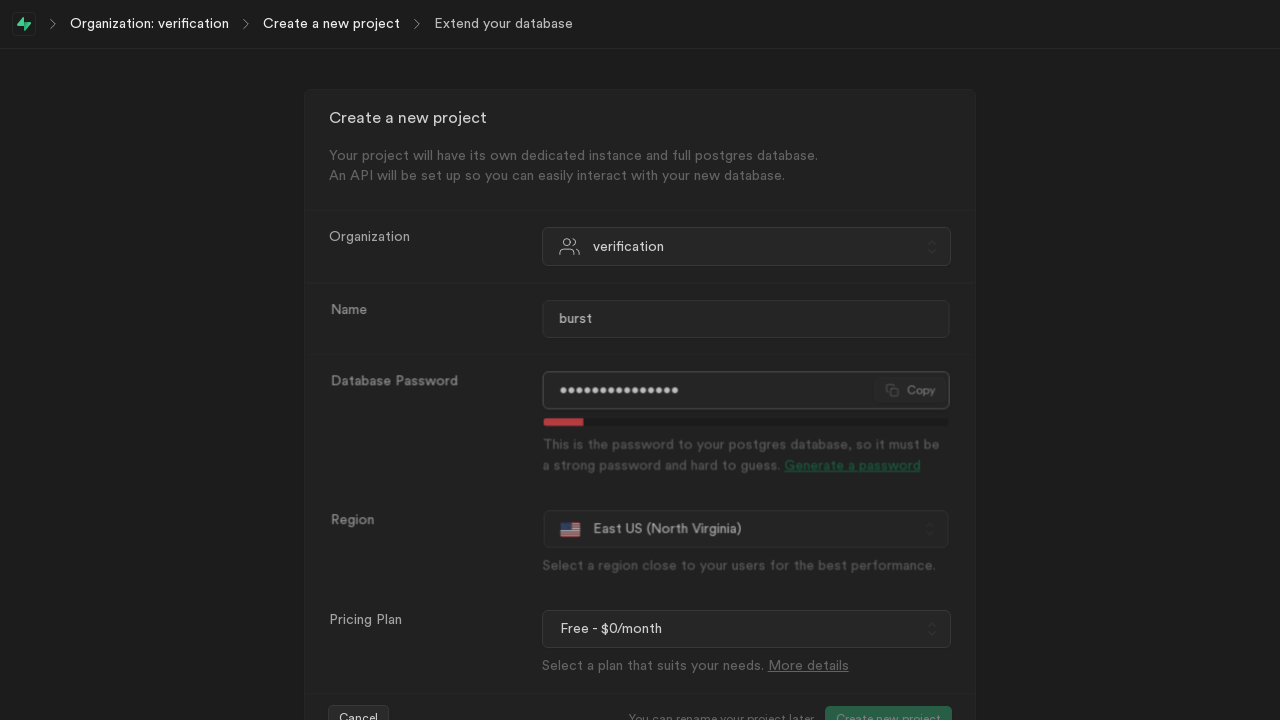 Organization: verification
Create a new project
Extend your database
Create a new project
Your project will have its own dedicated instance and full postgres database.
An API will be set up so you can easily interact with your new database.
Organization
verification
Name
burst
Database Password
•••••••••••••••
Copy
This is the password to your postgres database, so it must be
a strong password and hard to guess. Generate a password
Region
East US (North Virginia)
Select a region close to your users for the best performance.
Pricing Plan
Free - $0/month
Select a plan that suits your needs. More details
Cancel
You can rename your project later
Create new project